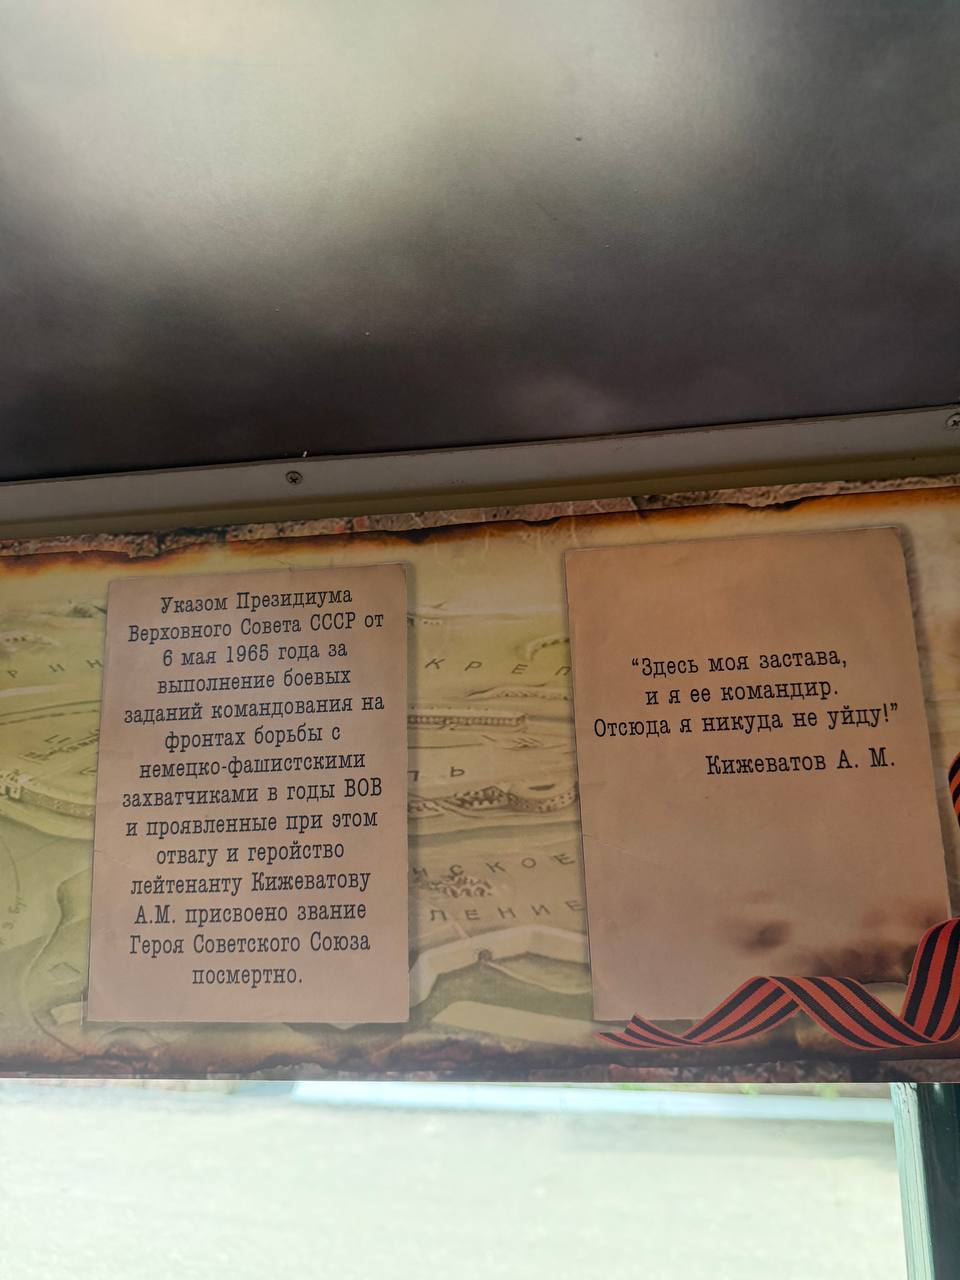 Указом Президиума
Верховного Совета СССР от
6 мая 1965 года за
выполнение боевых
заданий командования на
фронтах борьбы с
немецко-фашистскими
захватчиками в годы ВОВ
и проявленные при этом
отвагу и геройство
лейтенанту Кижеватову
А.М. присвоено звание
Героя Советского Союза
посмертно.
“Здесь моя застава,
и я ее командир.
Отсюда я никуда не уйду!”
Кижеватов А. М.